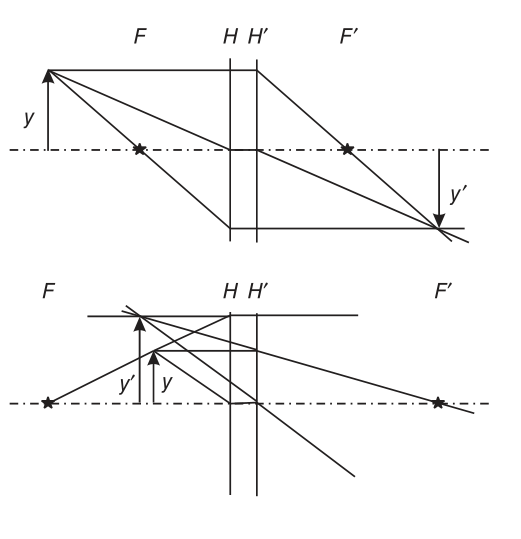 F H H′ F′
y
y′
F H H′ F′
y′ y